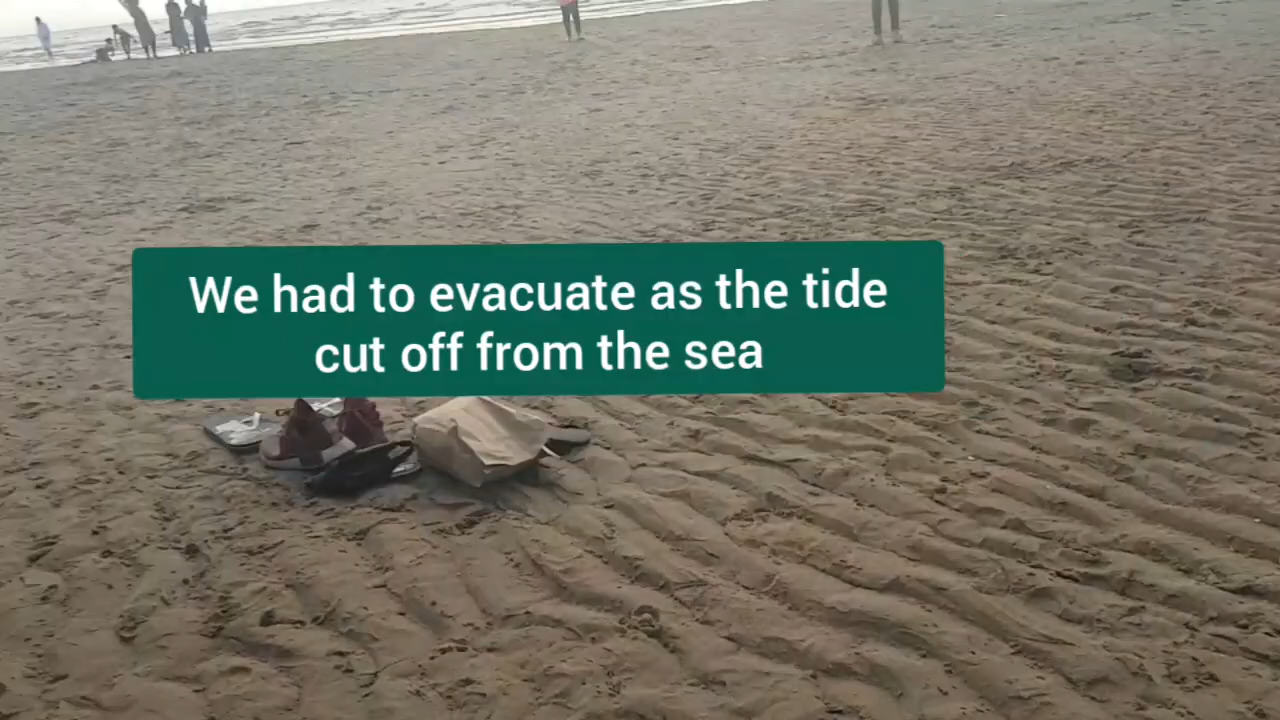 We had to evacuate as the tide
cut off from the sea